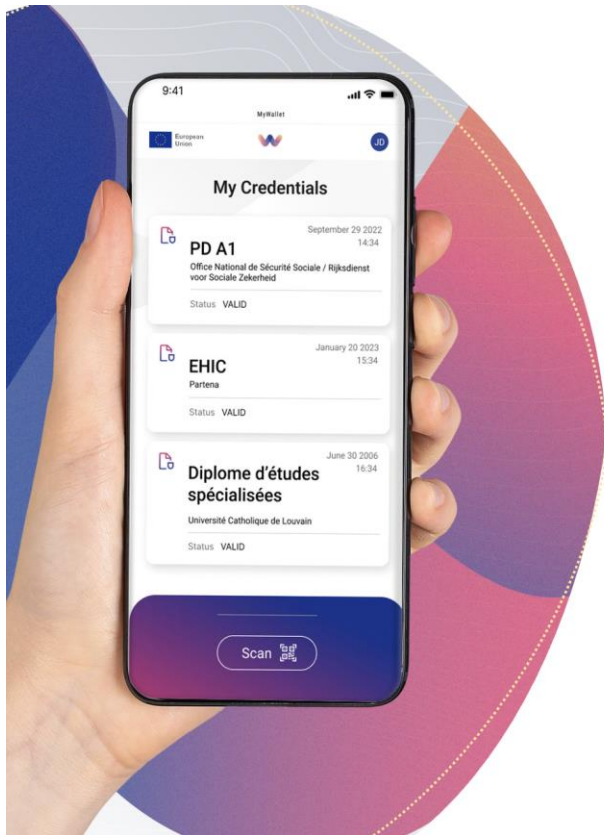 9:41
MyWallet
European
Union
JD
My Credentials
September 29 2022
14:34
PD A1
Office National de Sécurité Sociale / Rijksdienst
voor Sociale Zekerheid
Status VALID
January 20 2023
15:34
EHIC
Partena
Status VALID
June 30 2006
16:34
Diplome d'études
spécialisées
Université Catholique de Louvain
Status VALID
Scan